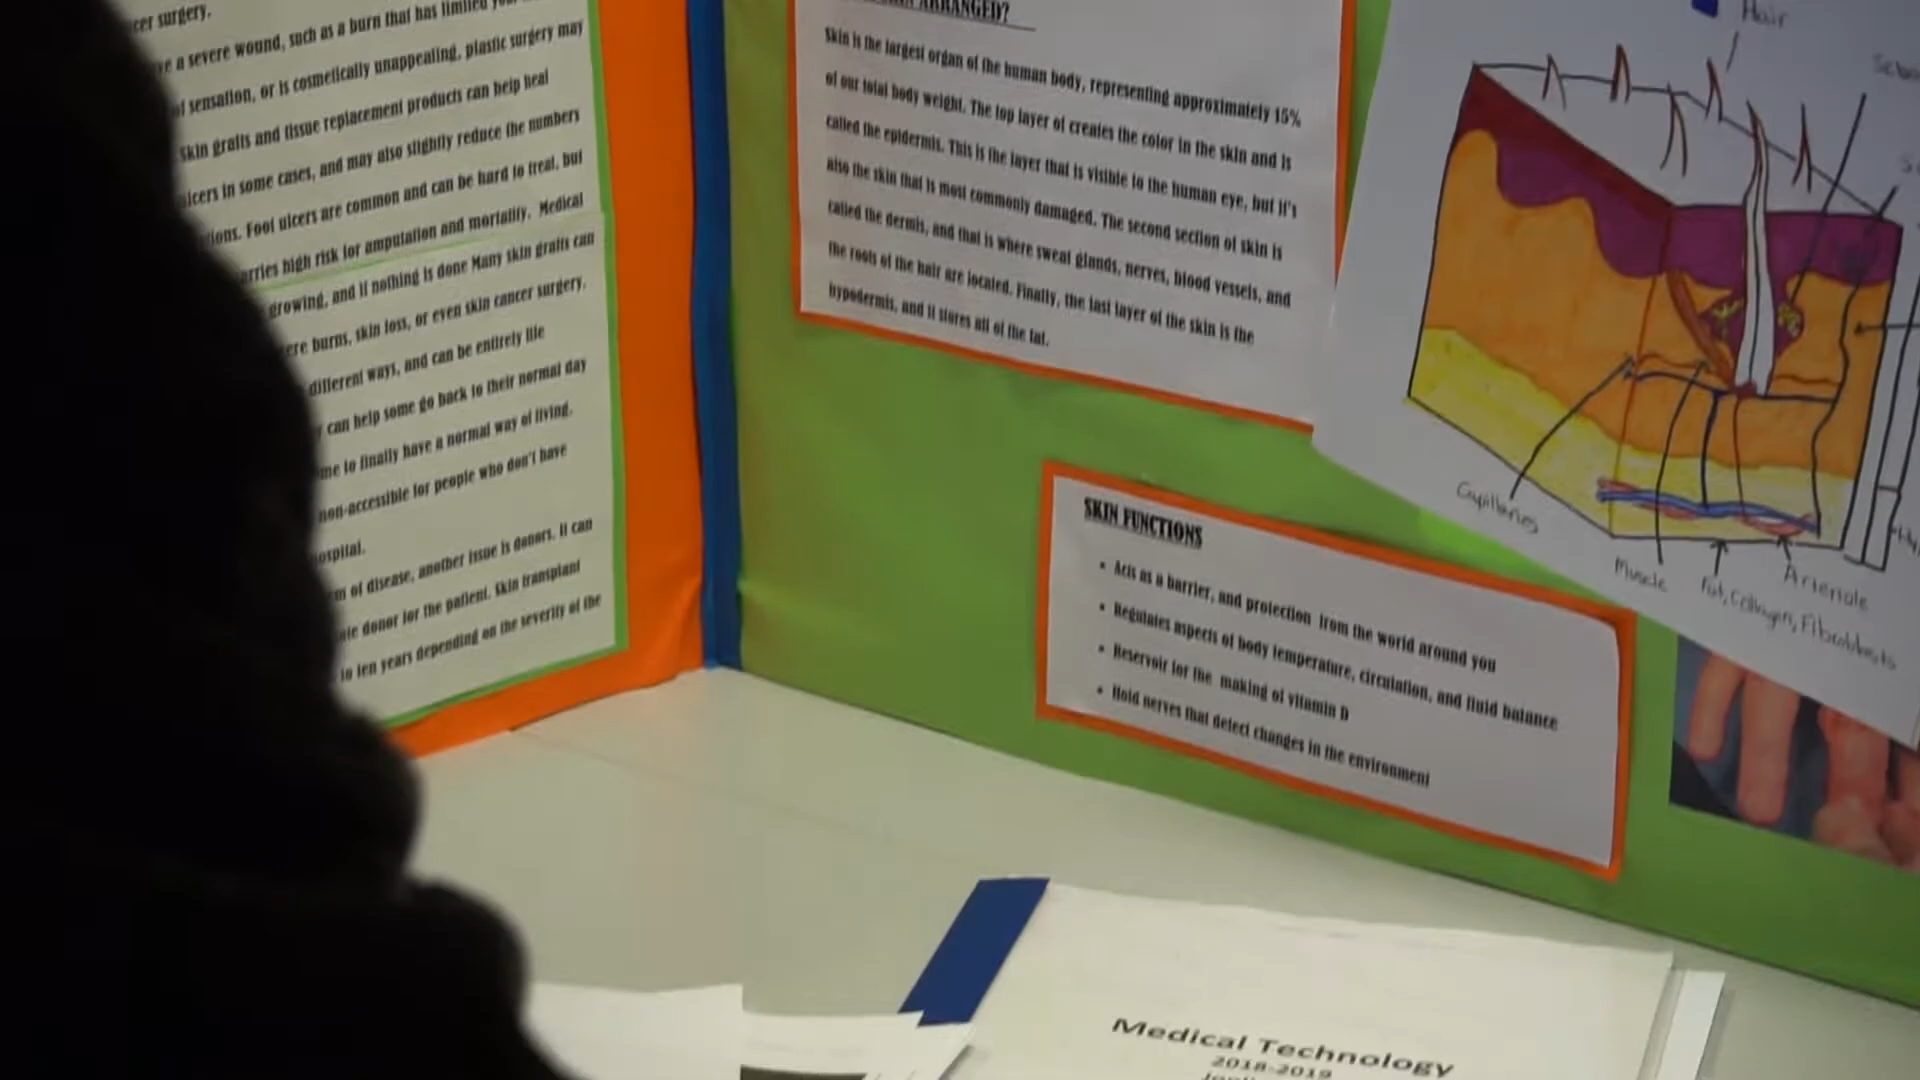 cer surgery.
a severe wound, such as a burn that has limited
of sensation, or is cosmetically unappealing, plastic surgery may
Skin grafts and tissue replacement products can help heal
ulcers in some cases, and may also slightly reduce the numbers
Foot ulcers are common and can be hard to treat, but
high risk for amputation and mortality. Medical
growing, and if nothing is done Many skin grafts can
burns, skin loss, or even skin cancer surgery.
different ways, and can be entirely life
can help some go back to their normal day
to finally have a normal way of living.
non-accessible for people who don't have
of disease, another issue is donors. It can
donor for the patient. Skin transplant
to ten years depending on the severity of the
ARRANGED?
Skin is the largest organ of the human body, representing approximately 15%
of our total body weight. The top layer of creates the color in the skin and is
called the epidermis. This is the layer that is visible to the human eye, but it's
also the skin that is most commonly damaged. The second section of skin is
called the dermis, and that is where sweat glands, nerves, blood vessels, and
the roots of the hair are located. Finally, the last layer of the skin is the
hypodermis, and it stores all of the fat.
Hair
Capillaries
Muscle
Fat, Collagen, Fibroblasts
Arteriole
SKIN FUNCTIONS
• Acts as a barrier, and protection from the world around you
• Regulates aspects of body temperature, circulation, and fluid balance
• Reservoir for the making of vitamin D
• Hold nerves that detect changes in the environment
Medical Technology
2018-2019